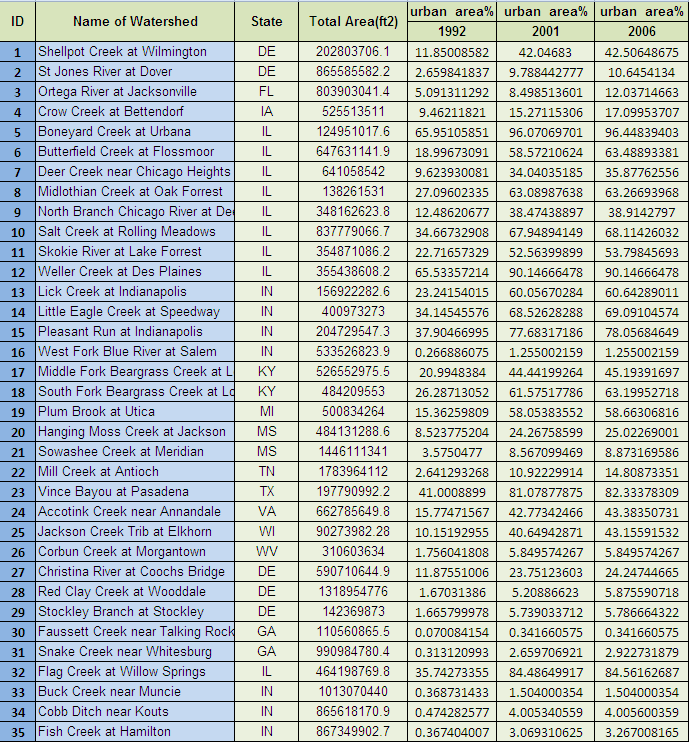 ID Name of Watershed State Total Area(ft2) urban area% urban area% urban area%
1992 2001 2006
1 Shellpot Creek at Wilmington DE 202803706.1 11.85008582 42.04683 42.50648675
2 St Jones River at Dover DE 865585582.2 2.659841837 9.788442777 10.6454134
3 Ortega River at Jacksonville FL 803903041.4 5.091311292 8.498513601 12.03714663
4 Crow Creek at Bettendorf IA 525513511 9.46211821 15.27115306 17.09953707
5 Boneyard Creek at Urbana IL 124951017.6 65.95105851 96.07069701 96.44839403
6 Butterfield Creek at Flossmoor IL 647631141.9 18.99673091 58.57210624 63.48893381
7 Deer Creek near Chicago Heights IL 641058542 9.623930081 34.04035185 35.87762556
8 Midlothian Creek at Oak Forrest IL 138261531 27.09602335 63.08987638 63.26693968
9 North Branch Chicago River at De IL 348162623.8 12.48620677 38.47438897 38.9142797
10 Salt Creek at Rolling Meadows IL 837779066.7 34.66732908 67.94894149 68.11426032
11 Skokie River at Lake Forrest IL 354871086.2 22.71657329 52.56399899 53.79845693
12 Weller Creek at Des Plaines IL 355438608.2 65.53357214 90.14666478 90.14666478
13 Lick Creek at Indianapolis IN 156922282.6 23.24154015 60.05670284 60.64289011
14 Little Eagle Creek at Speedway IN 400973273 34.14545576 68.52628288 69.09104574
15 Pleasant Run at Indianapolis IN 204729547.3 37.90466995 77.68317186 78.05684649
16 West Fork Blue River at Salem IN 533526823.9 0.266886075 1.255002159 1.255002159
17 Middle Fork Beargrass Creek at L KY 526552975.5 20.9948384 44.44199264 45.19391697
18 South Fork Beargrass Creek at Lo KY 484209553 26.28713052 61.57517786 63.19952718
19 Plum Brook at Utica MI 500834264 15.36259809 58.05383552 58.66306816
20 Hanging Moss Creek at Jackson MS 484131288.6 8.523775204 24.26758599 25.02269001
21 Sowashee Creek at Meridian MS 1446111341 3.5750477 8.567099469 8.873169586
22 Mill Creek at Antioch TN 1783964112 2.641293268 10.92229914 14.80873351
23 Vince Bayou at Pasadena TX 197790992.2 41.0008899 81.07877875 82.33378309
24 Accotink Creek near Annandale VA 662785649.8 15.77471567 42.77342466 43.38350731
25 Jackson Creek Trib at Elkhorn WI 90273982.28 10.15192955 40.64942871 43.15591532
26 Corbun Creek at Morgantown WV 310603634 1.756041808 5.849574267 5.849574267
27 Christina River at Coochs Bridge DE 590710644.9 11.87551006 23.75123603 24.24744665
28 Red Clay Creek at Wooddale DE 1318954776 1.67031386 5.20886623 5.875590718
29 Stockley Branch at Stockley DE 142369873 1.665799978 5.739033712 5.786664322
30 Faussett Creek near Talking Rock GA 110560865.5 0.070084154 0.341660575 0.341660575
31 Snake Creek near Whitesburg GA 990984780.4 0.313120993 2.659706921 2.922731879
32 Flag Creek at Willow Springs IL 464198769.8 35.74273355 84.48649917 84.56162687
33 Buck Creek near Muncie IN 1013070440 0.368731433 1.504000354 1.504000354
34 Cobb Ditch near Kouts IN 865618170.9 0.474282577 4.005340559 4.005600359
35 Fish Creek at Hamilton IN 867349902.7 0.367404007 3.069310625 3.267008165